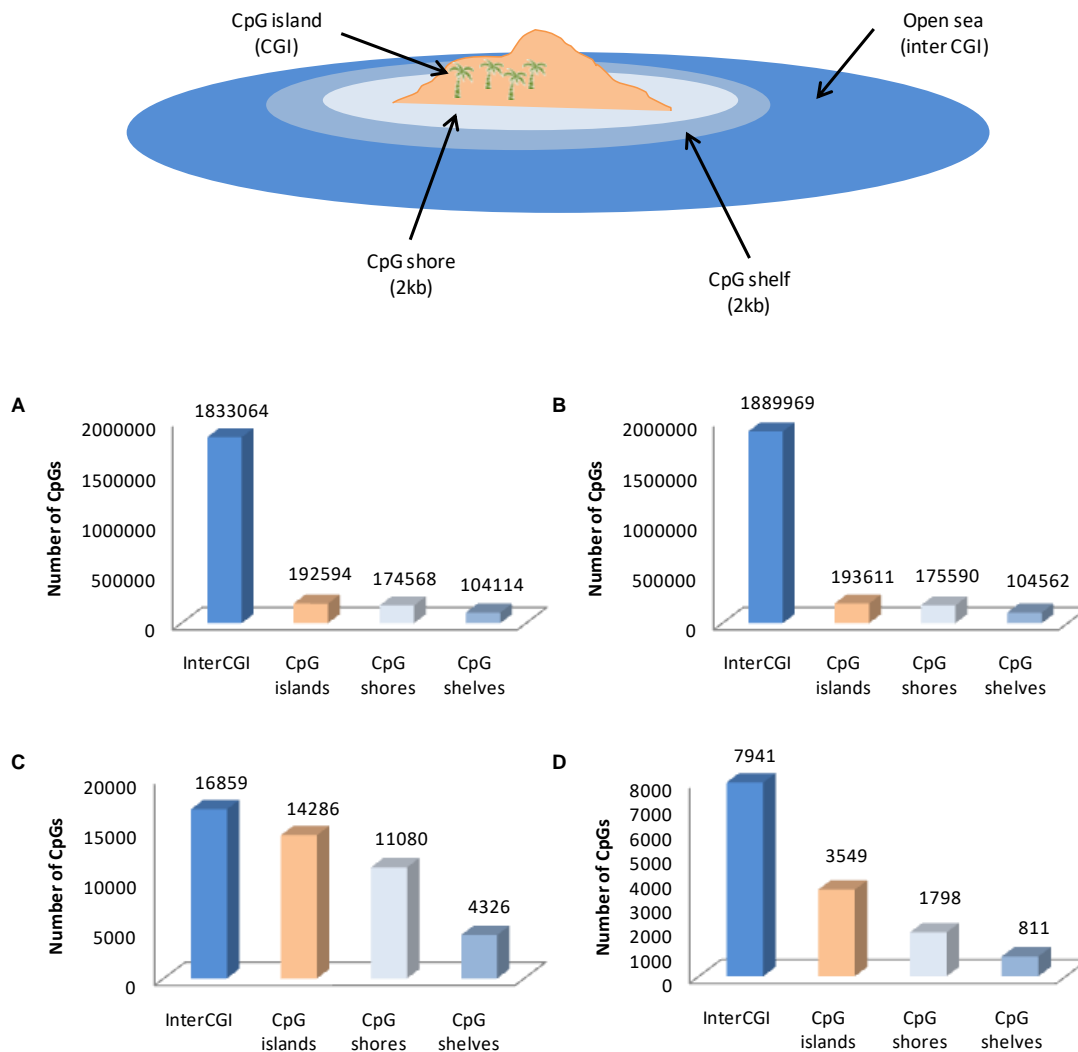 CpG island
(CGI)
Open sea
(inter CGI)
CpG shore
(2kb)
CpG shelf
(2kb)
A
1833064
2000000
1500000
1000000
500000
0
Number of CpGs
192594
174568
104114
InterCGI
CpG
islands
CpG
shores
CpG
shelves
B
1889969
2000000
1500000
1000000
500000
0
Number of CpGs
193611
175590
104562
InterCGI
CpG
islands
CpG
shores
CpG
shelves
C
16859
20000
15000
10000
5000
0
Number of CpGs
14286
11080
4326
InterCGI
CpG
islands
CpG
shores
CpG
shelves
D
7941
8000
7000
6000
5000
4000
3000
2000
1000
0
Number of CpGs
3549
1798
811
InterCGI
CpG
islands
CpG
shores
CpG
shelves